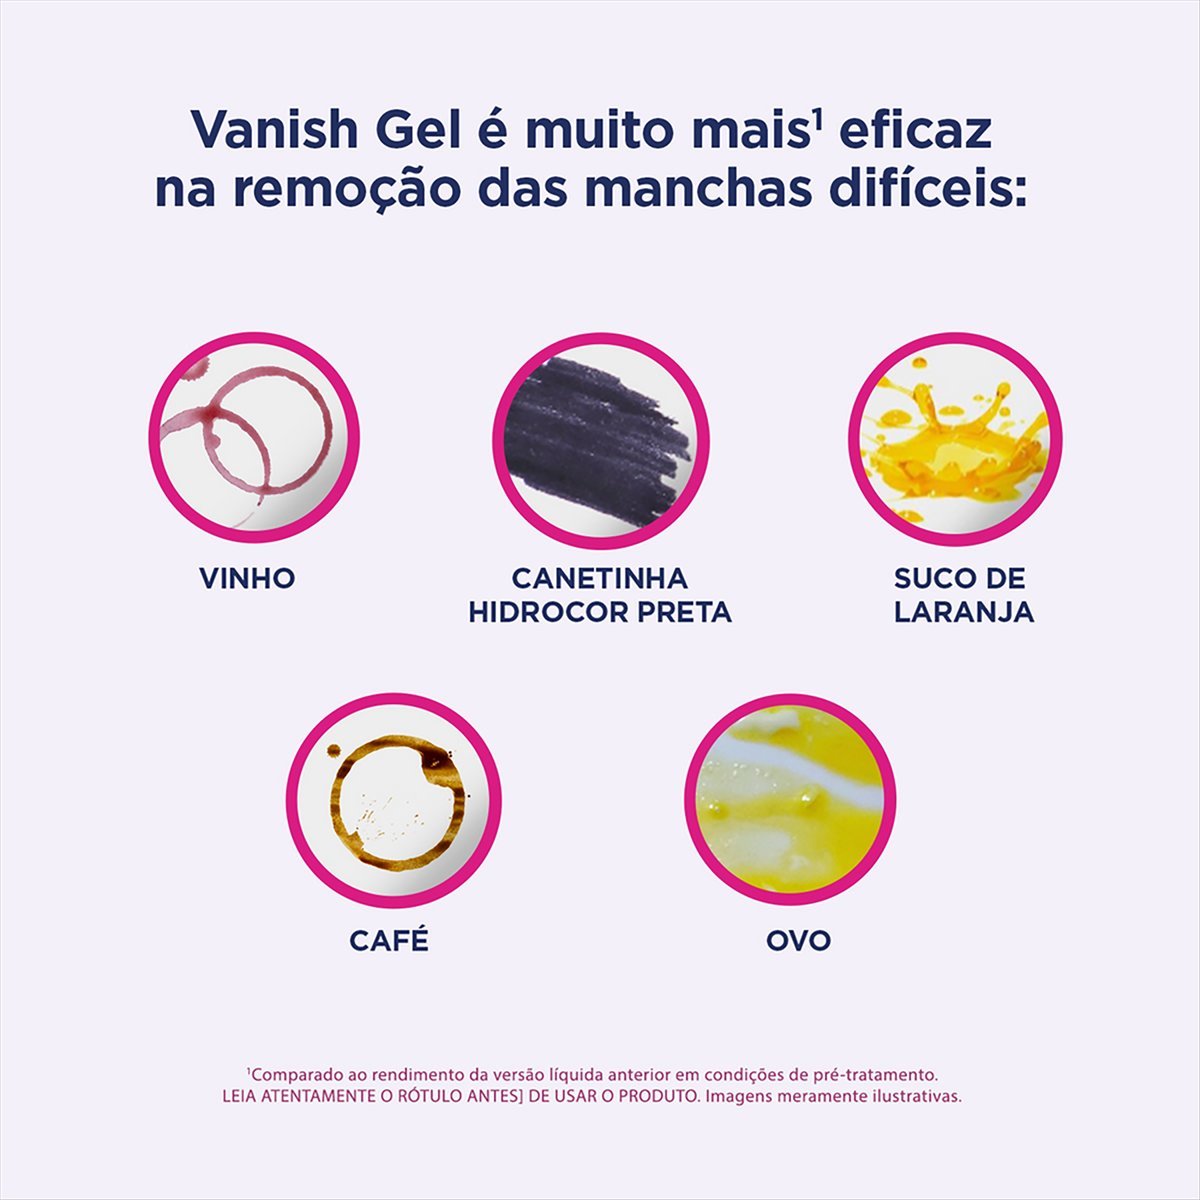 Vanish Gel é muito mais¹ eficaz
na remoção das manchas difíceis:
VINHO
CANETINHA
HIDROCOR PRETA
SUCO DE
LARANJA
CAFÉ
OVO
¹Comparado ao rendimento da versão líquida anterior em condições de pré-tratamento.
LEIA ATENTAMENTE O RÓTULO ANTES] DE USAR O PRODUTO. Imagens meramente ilustrativas.